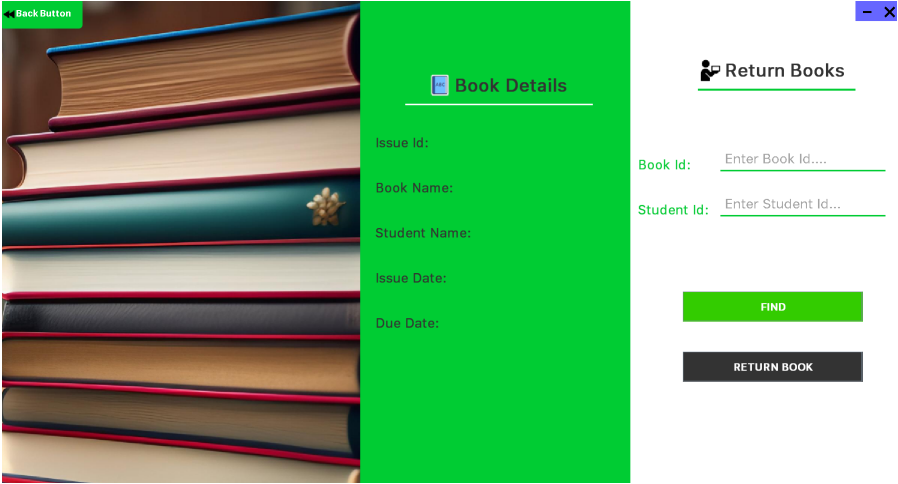 Back Button
Book Details
Issue Id:
Book Name:
Student Name:
Issue Date:
Due Date:
Return Books
Book Id: Enter Book Id....
Student Id: Enter Student Id...
FIND
RETURN BOOK